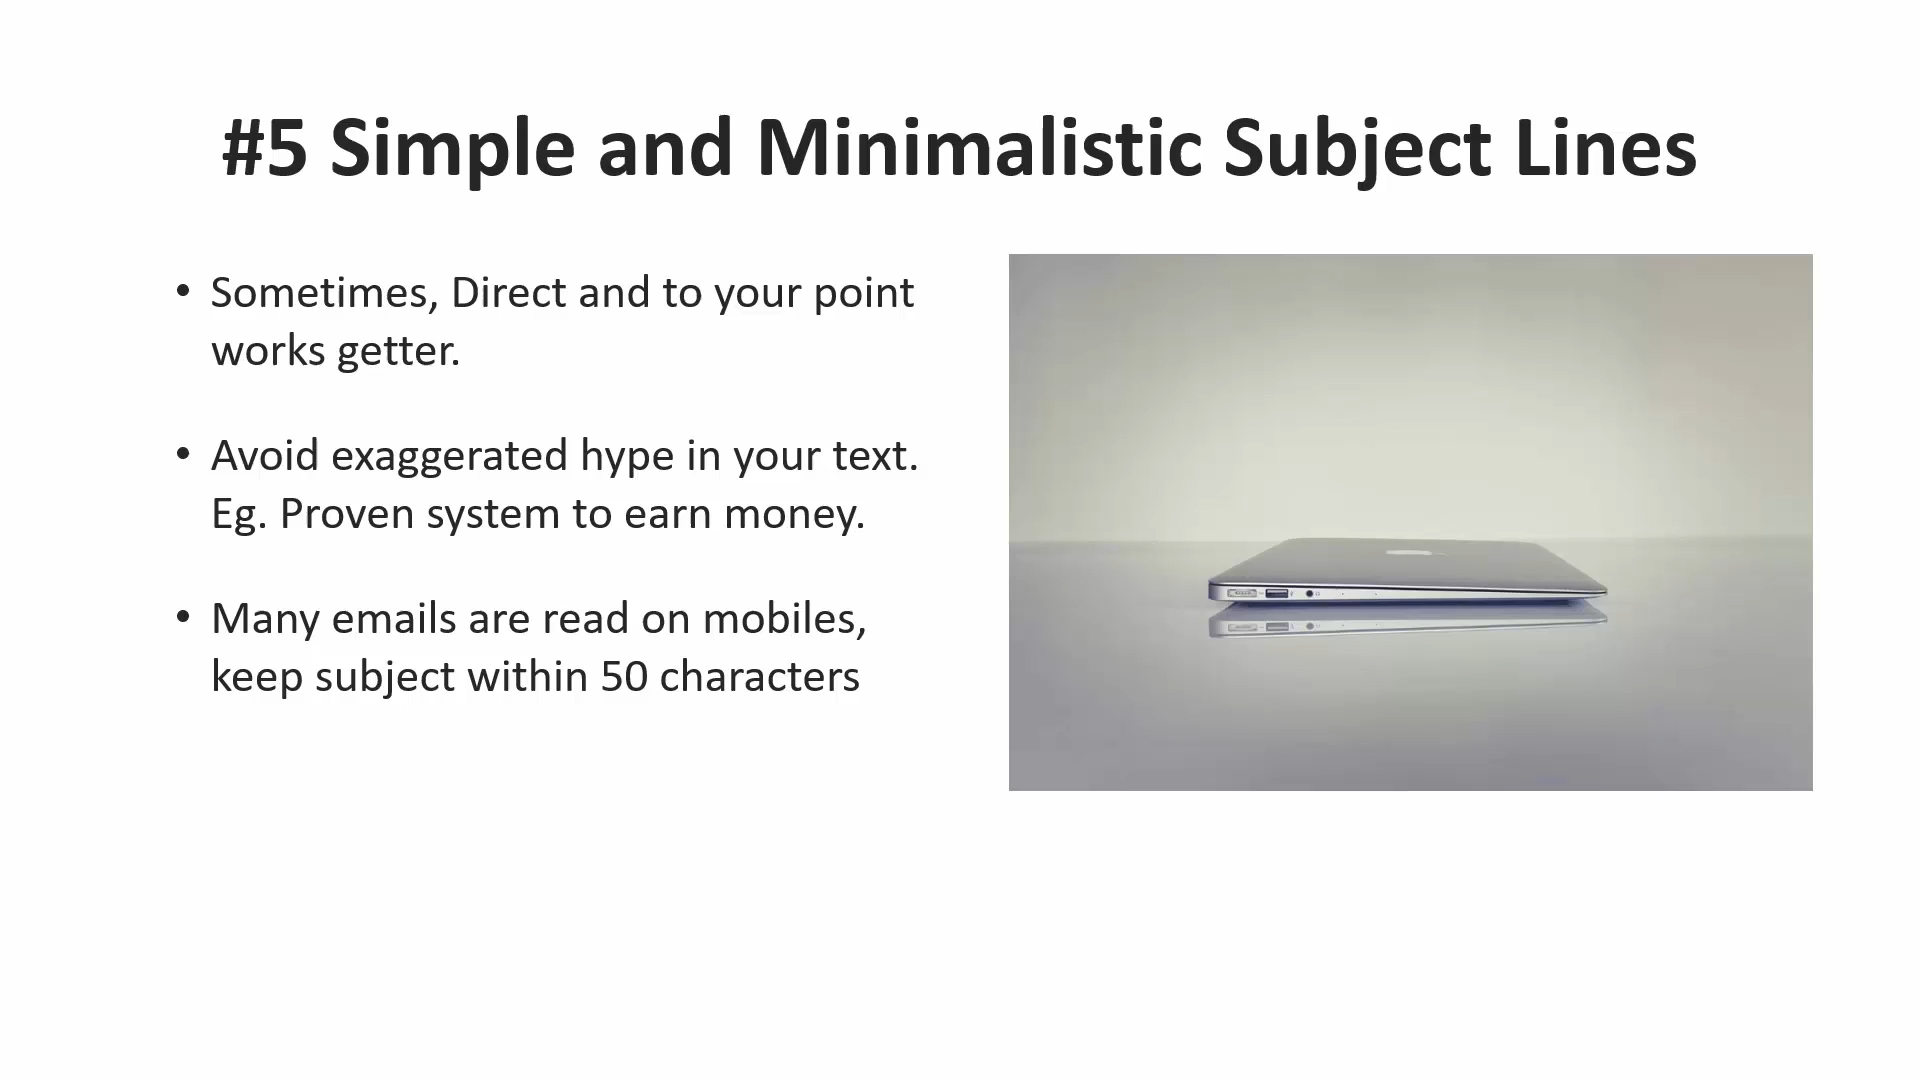 #5 Simple and Minimalistic Subject Lines
• Sometimes, Direct and to your point
works getter.
• Avoid exaggerated hype in your text.
Eg. Proven system to earn money.
• Many emails are read on mobiles,
keep subject within 50 characters